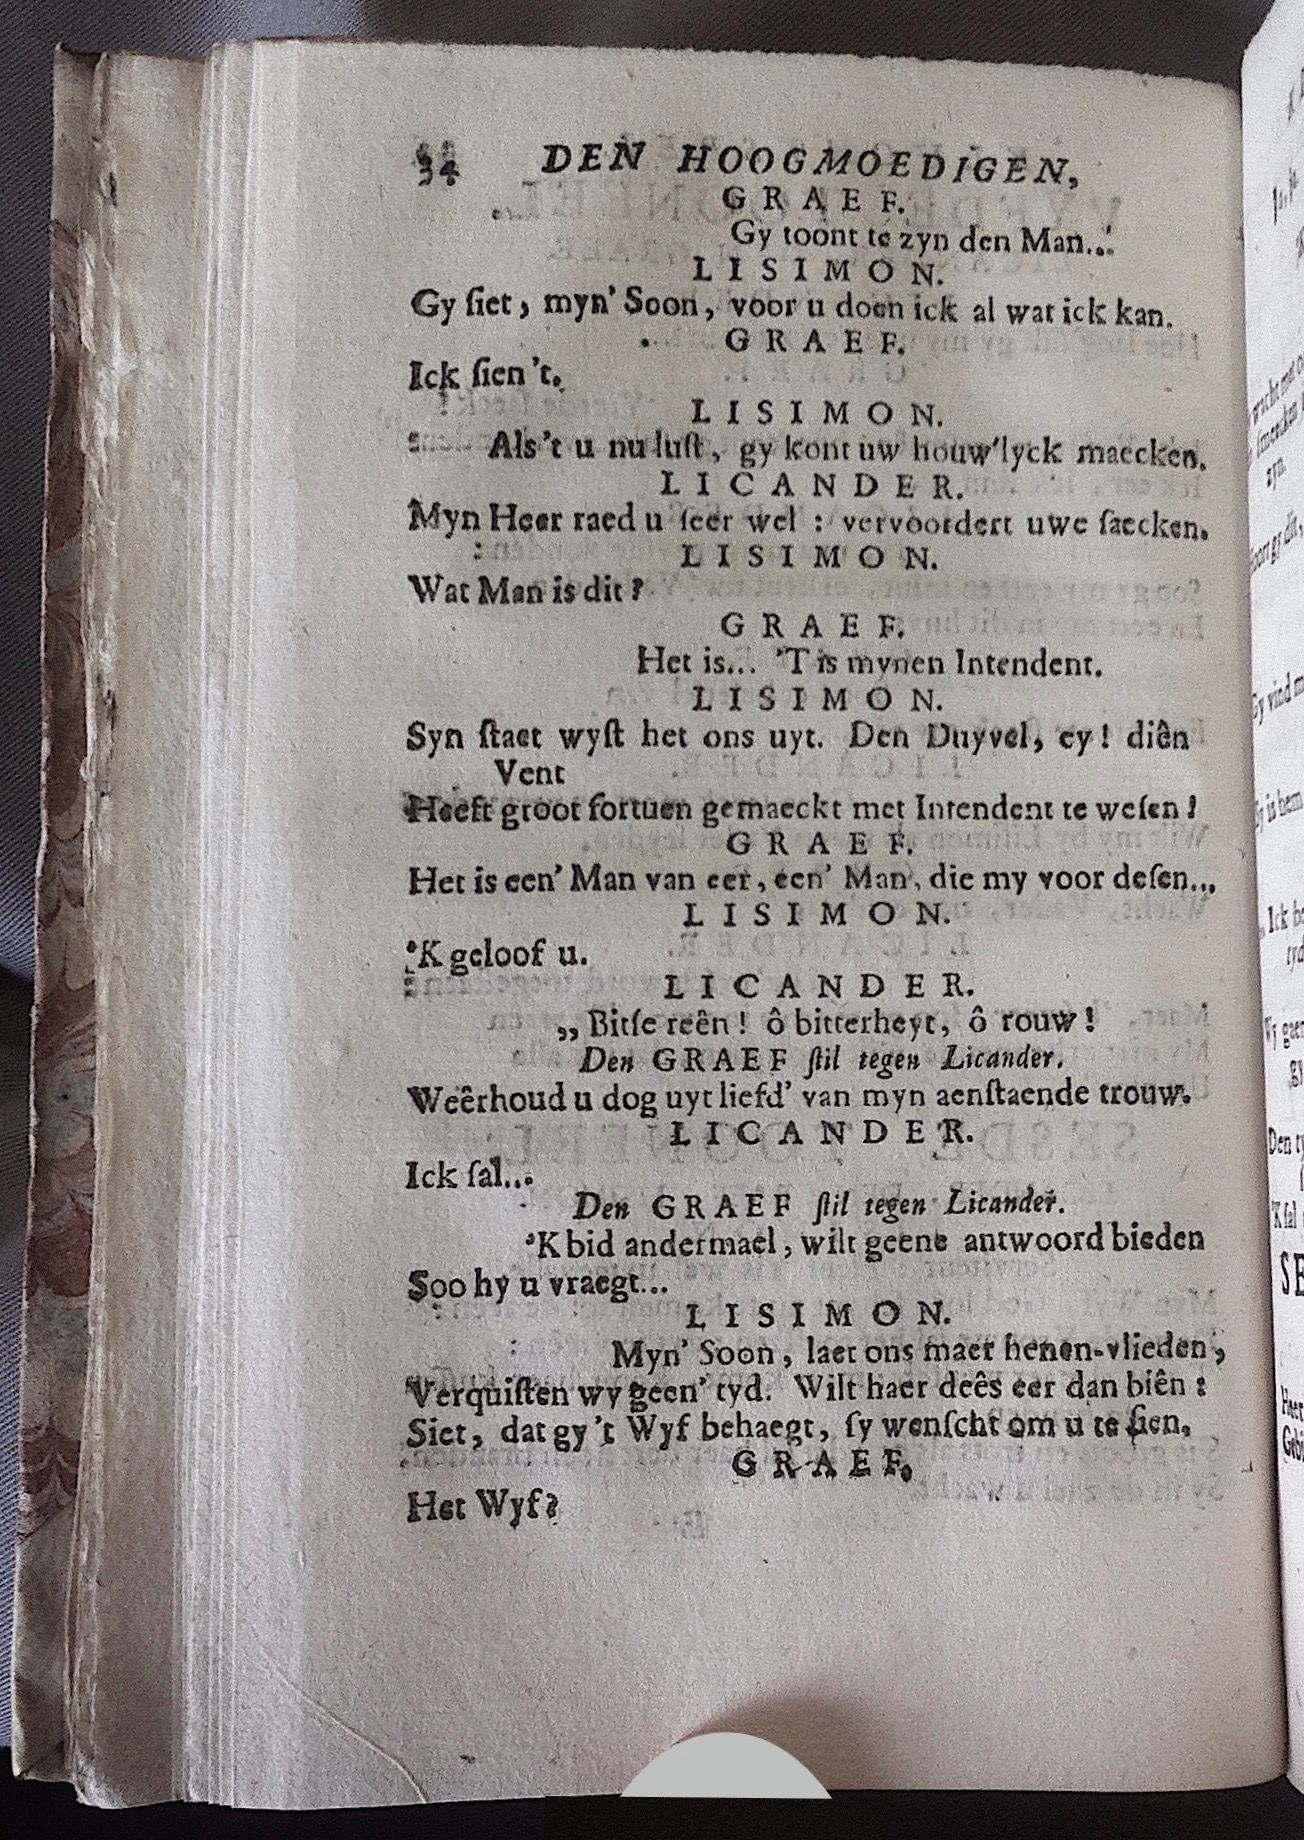 34 DEN HOOGMOEDIGEN,
GRAEF.
Gy toont te zyn den Man...
LISIMON.
Gy ſiet, myn' Soon, voor u doen ick al wat ick kan.
GRAEF.
Ick ſien't.
LISIMON.
Als't u nu luſt, gy kont uw houw'lyck maecken.
LICANDER.
Myn Heer raed u ſeer wel : vervoordert uwe ſaecken.
LISIMON.
Wat Man is dit?
GRAEF.
Het is... 'T is mynen Intendent.
LISIMON.
Syn ſtaet wyſt het ons uyt. Den Duyvel, ey! diên
Vent
Heeft groot fortuen gemaeckt met Intendent te weſen!
GRAEF.
Het is een' Man van eer, een' Man, die my voor deſen...
LISIMON.
'K geloof u.
LICANDER.
,, Bitſe reên! ô bitterheyt, ô rouw!
Den GRAEF ſtil tegen Licander.
Weêrhoud u dog uyt liefd' van myn aenſtaende trouw.
LICANDER.
Ick ſal...
Den GRAEF ſtil tegen Licander.
'K bid andermael, wilt geene antwoord bieden
Soo hy u vraegt...
LISIMON.
Myn' Soon, laet ons maer henen-vlieden,
Verquiſten wy geen' tyd. Wilt haer deês eer dan biên :
Siet, dat gy 't Wyf behaegt, ſy wenſcht om u te ſien.
GRAEF.
Het Wyf?